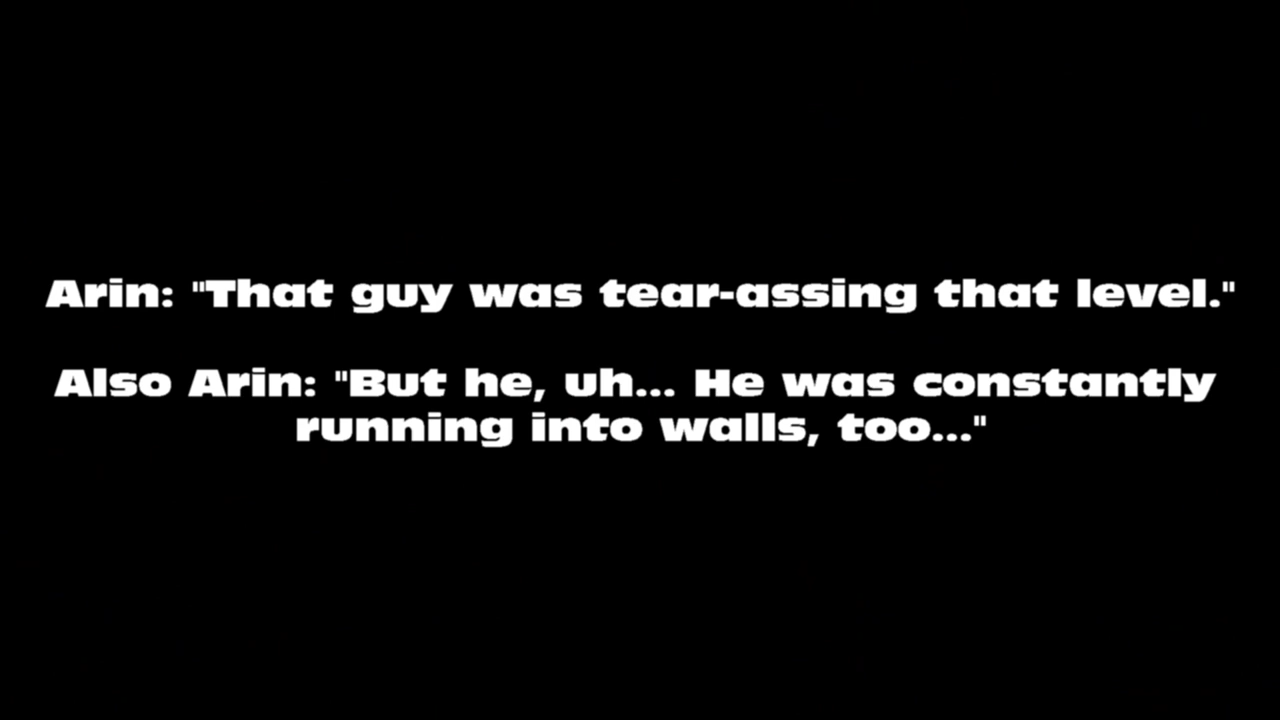 Arin: "That guy was tear-assing that level."
Also Arin: "But he, uh... He was constantly
running into walls, too..."